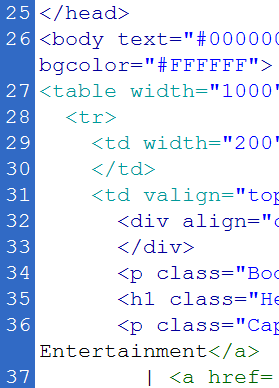 25 </head>
26 <body text="#000000
bgcolor="#FFFFFF">
27 <table width="1000"
28 <tr>
29 <td width="200"
30 </td>
31 <td valign="top
32 <div align="c
33 </div>
34 <p class="Boo
35 <h1 class="He
36 <p class="Cap
Entertainment</a>
37 | <a href=